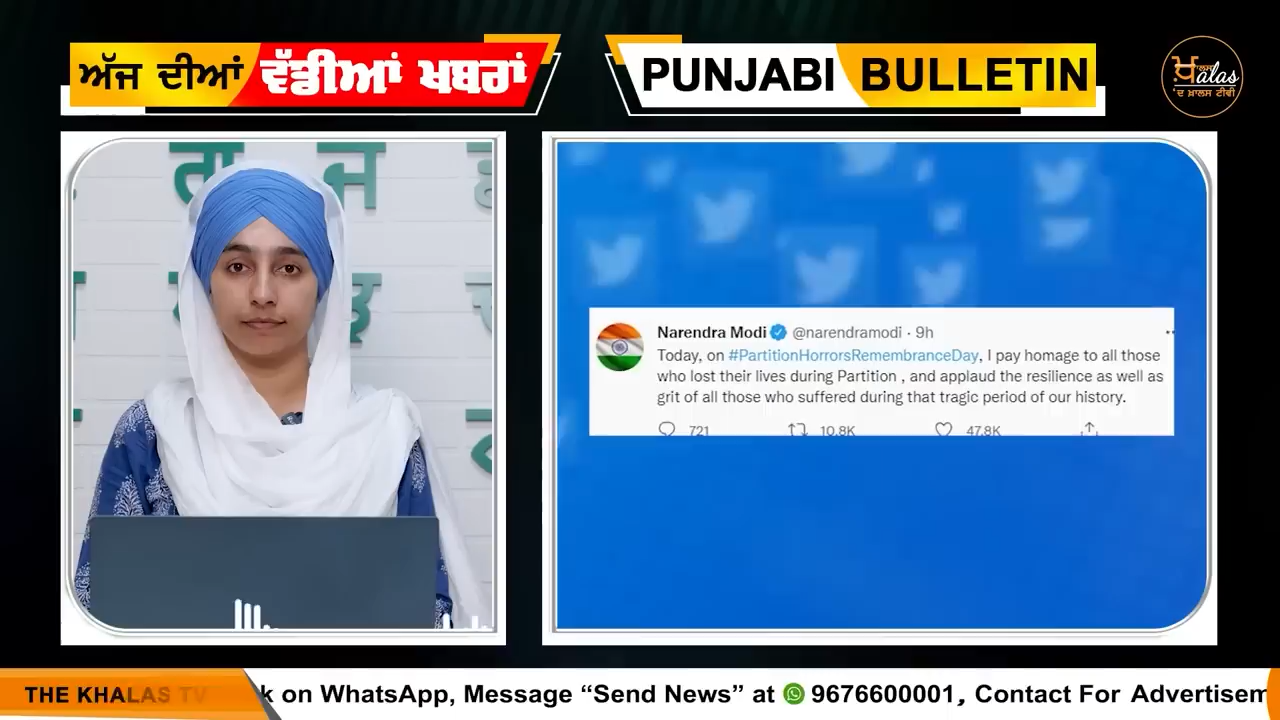 ਅੱਜ ਦੀਆਂ ਵੱਡੀਆਂ ਖਬਰਾਂ
PUNJABI BULLETIN
ਖ਼ਾਲਸ
alas
'ਦ ਖ਼ਾਲਸ ਟੀਵੀ
Narendra Modi @narendramodi · 9h
Today, on #PartitionHorrorsRemembranceDay, I pay homage to all those
who lost their lives during Partition , and applaud the resilience as well as
grit of all those who suffered during that tragic period of our history.
721 10.8K 47.8K
THE KHALAS TV k on WhatsApp, Message “Send News” at 9676600001, Contact For Advertisem